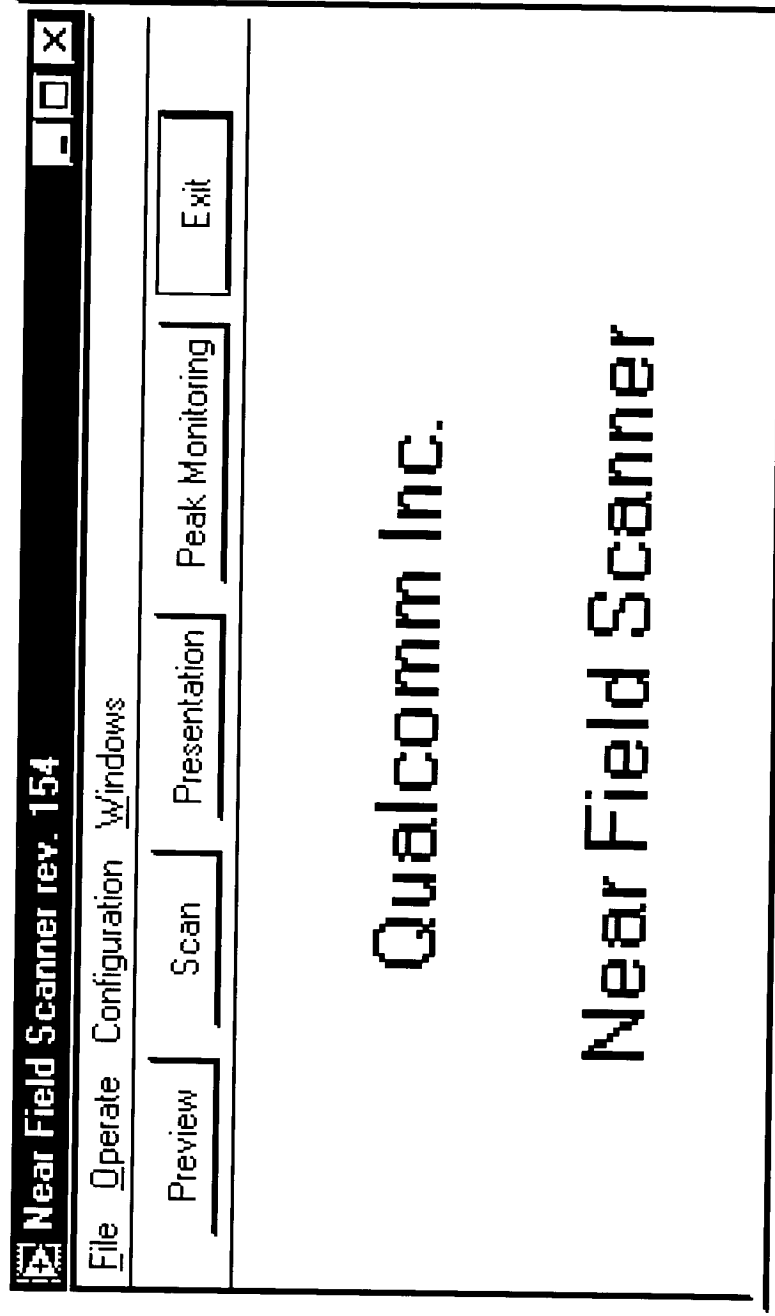 Near Field Scanner rev. 154
File Operate Configuration Windows
Preview Scan Presentation Peak Monitoring Exit
Qualcomm Inc.
Near Field Scanner